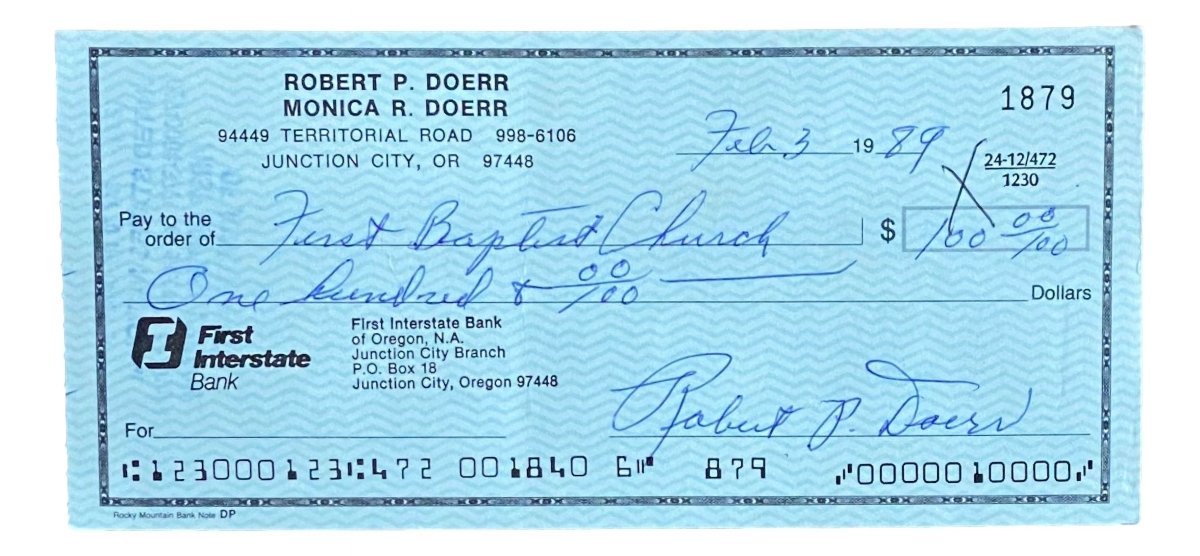 ROBERT P. DOERR
MONICA R. DOERR
1879
94449 TERRITORIAL ROAD 998-6106
JUNCTION CITY, OR 97448
Feb 3 19 89
24-12/472
1230
Pay to the
order of First Baptist Church $ 100 00/100
One hundred & 00/100 Dollars
First
Interstate
Bank
First Interstate Bank
of Oregon, N.A.
Junction City Branch
P.O. Box 18
Junction City, Oregon 97448
For
Robert P. Doerr
⑆123000123⑆472 001840 6⑈ 879 ⑇0000010000⑇
Rocky Mountain Bank Note DP